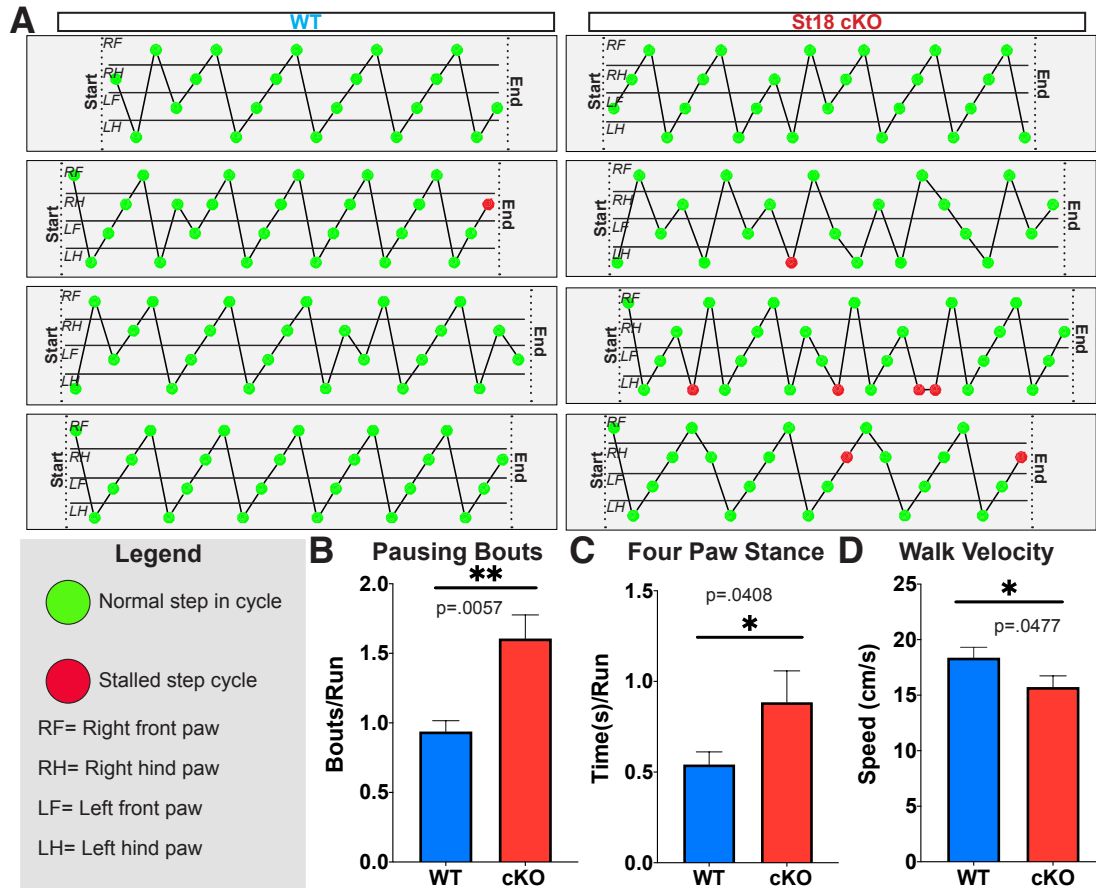 A
WT
St18 cKO
Start
RF
RH
LF
LH
End
Start
RF
RH
LF
LH
End
Start
RF
RH
LF
LH
End
Start
RF
RH
LF
LH
End
Start
RF
RH
LF
LH
End
Start
RF
RH
LF
LH
End
Start
RF
RH
LF
LH
End
Start
RF
RH
LF
LH
End
Legend
Normal step in cycle
Stalled step cycle
RF= Right front paw
RH= Right hind paw
LF= Left front paw
LH= Left hind paw
B Pausing Bouts
**
p=.0057
Bouts/Run
2.0
1.5
1.0
0.5
0.0
WT cKO
C Four Paw Stance
p=.0408
*
Time(s)/Run
1.5
1.0
0.5
0.0
WT cKO
D Walk Velocity
*
p=.0477
Speed (cm/s)
25
20
15
10
5
0
WT cKO